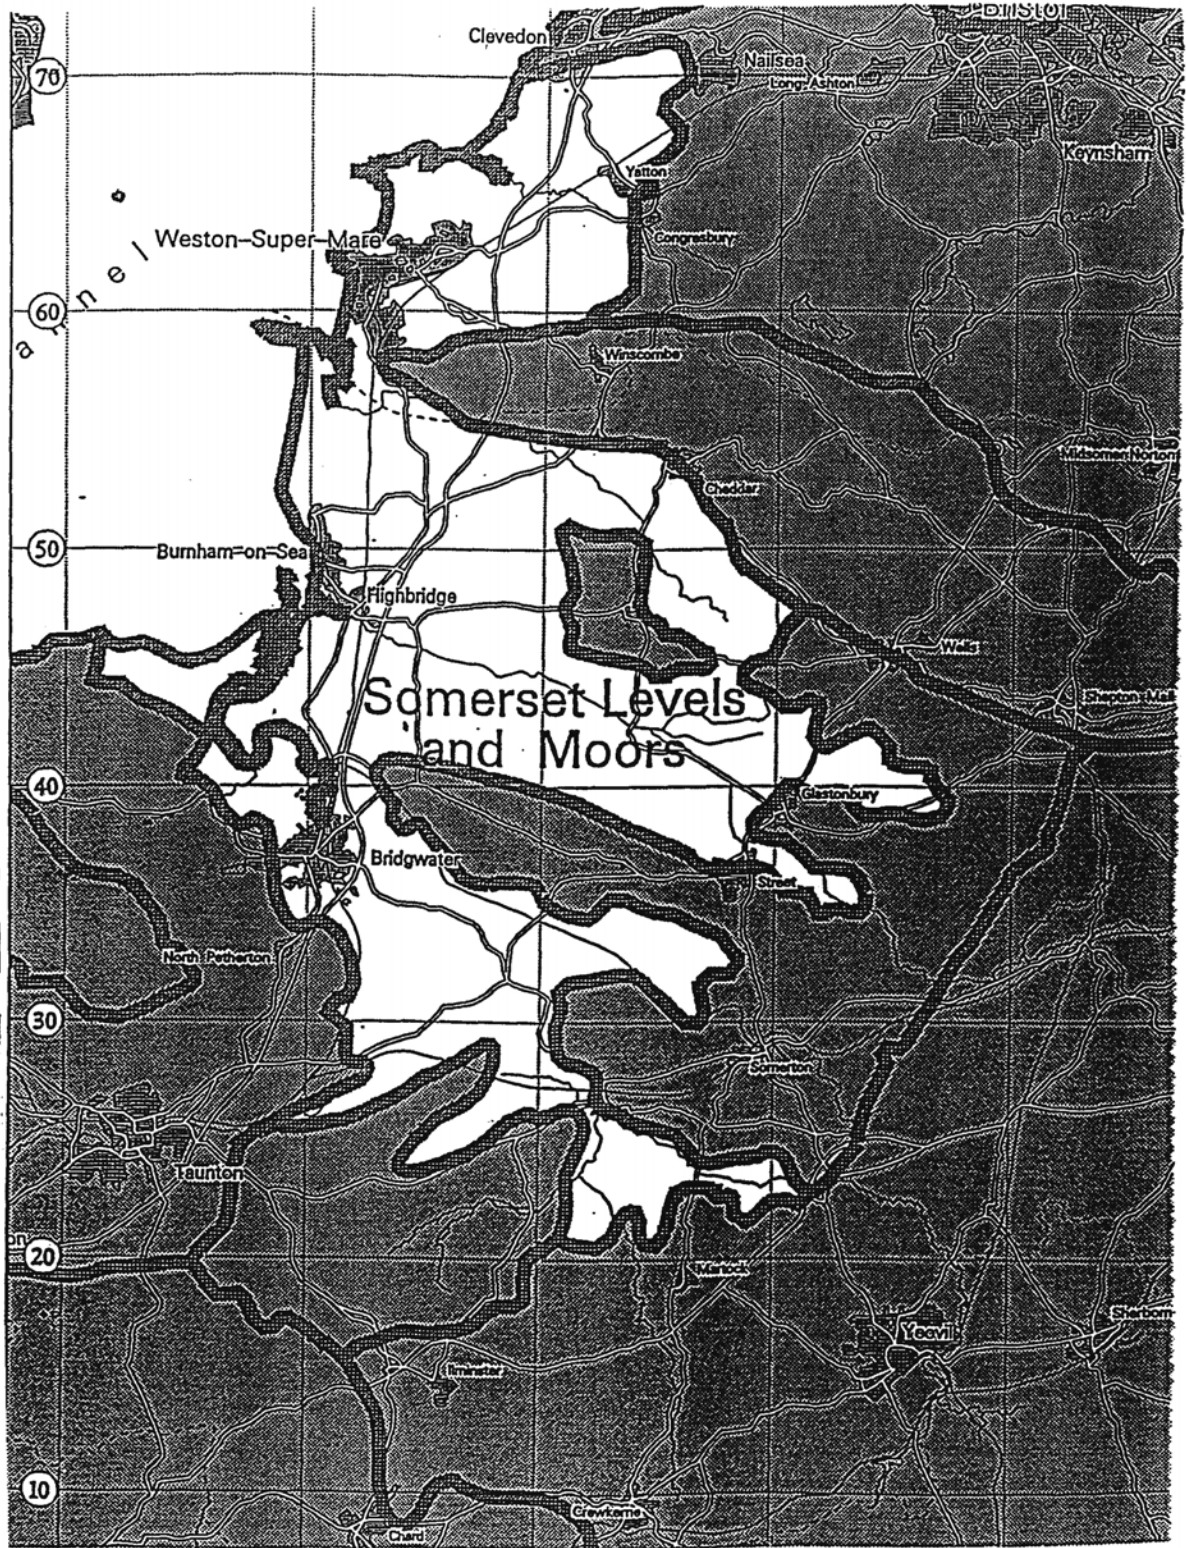 Bristol
Clevedon
Nailsea
70
Long Ashton
Keynsham
Yatton
Weston-Super-Mare
Congresbury
a n n e l
60
Winscombe
Midsomer Norton
Cheddar
50
Burnham-on-Sea
Highbridge
Wells
Somerset Levels
and Moors
Shepton Mall
40
Glastonbury
Bridgwater
Street
North Petherton
30
Somerton
Taunton
on
20
Martock
Sherborn
Yeovil
Ilminster
10
Crewkerne
Chard